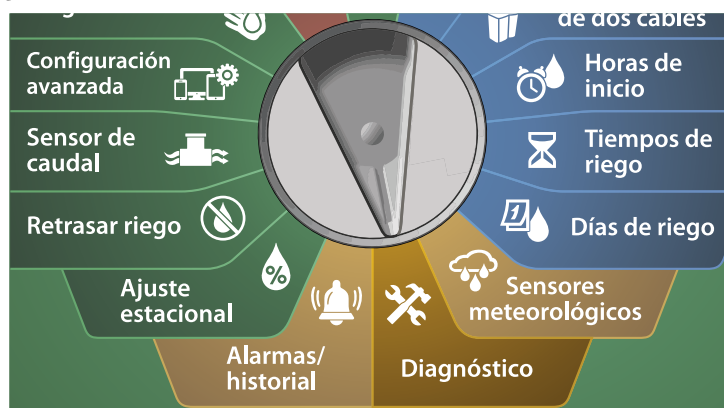 de dos cables
Configuración
avanzada
Horas de
inicio
Sensor de
caudal
Tiempos de
riego
Retrasar riego
1
Días de riego
Ajuste
estacional
%
Sensores
meteorológicos
Alarmas/
historial
Diagnóstico